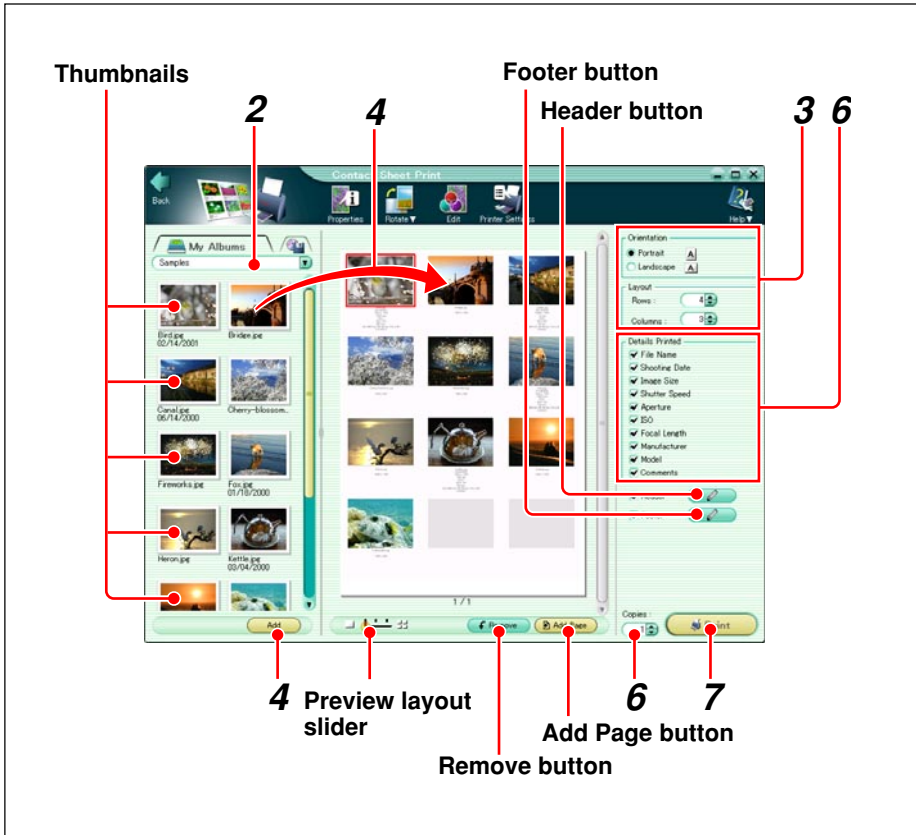 Thumbnails
Footer button
Header button
2
4
3 6
Contact Sheet Print
Back
Properties
Rotate▼
Edit
Printer Settings
Help▼
My Albums
Samples
Bird.jpg
02/14/2001
Bridge.jpg
Canal.jpg
06/14/2000
Cherry-blossom...
Fireworks.jpg
Fox.jpg
01/18/2000
Heron.jpg
Kettle.jpg
03/04/2000
Add
1/1
Remove
Add Page
Orientation
Portrait A
Landscape A
Layout
Rows : 4
Columns : 3
Details Printed
File Name
Shooting Date
Image Size
Shutter Speed
Aperture
ISO
Focal Length
Manufacturer
Model
Comments
Copies :
1
Print
4
Preview layout
slider
6
7
Add Page button
Remove button